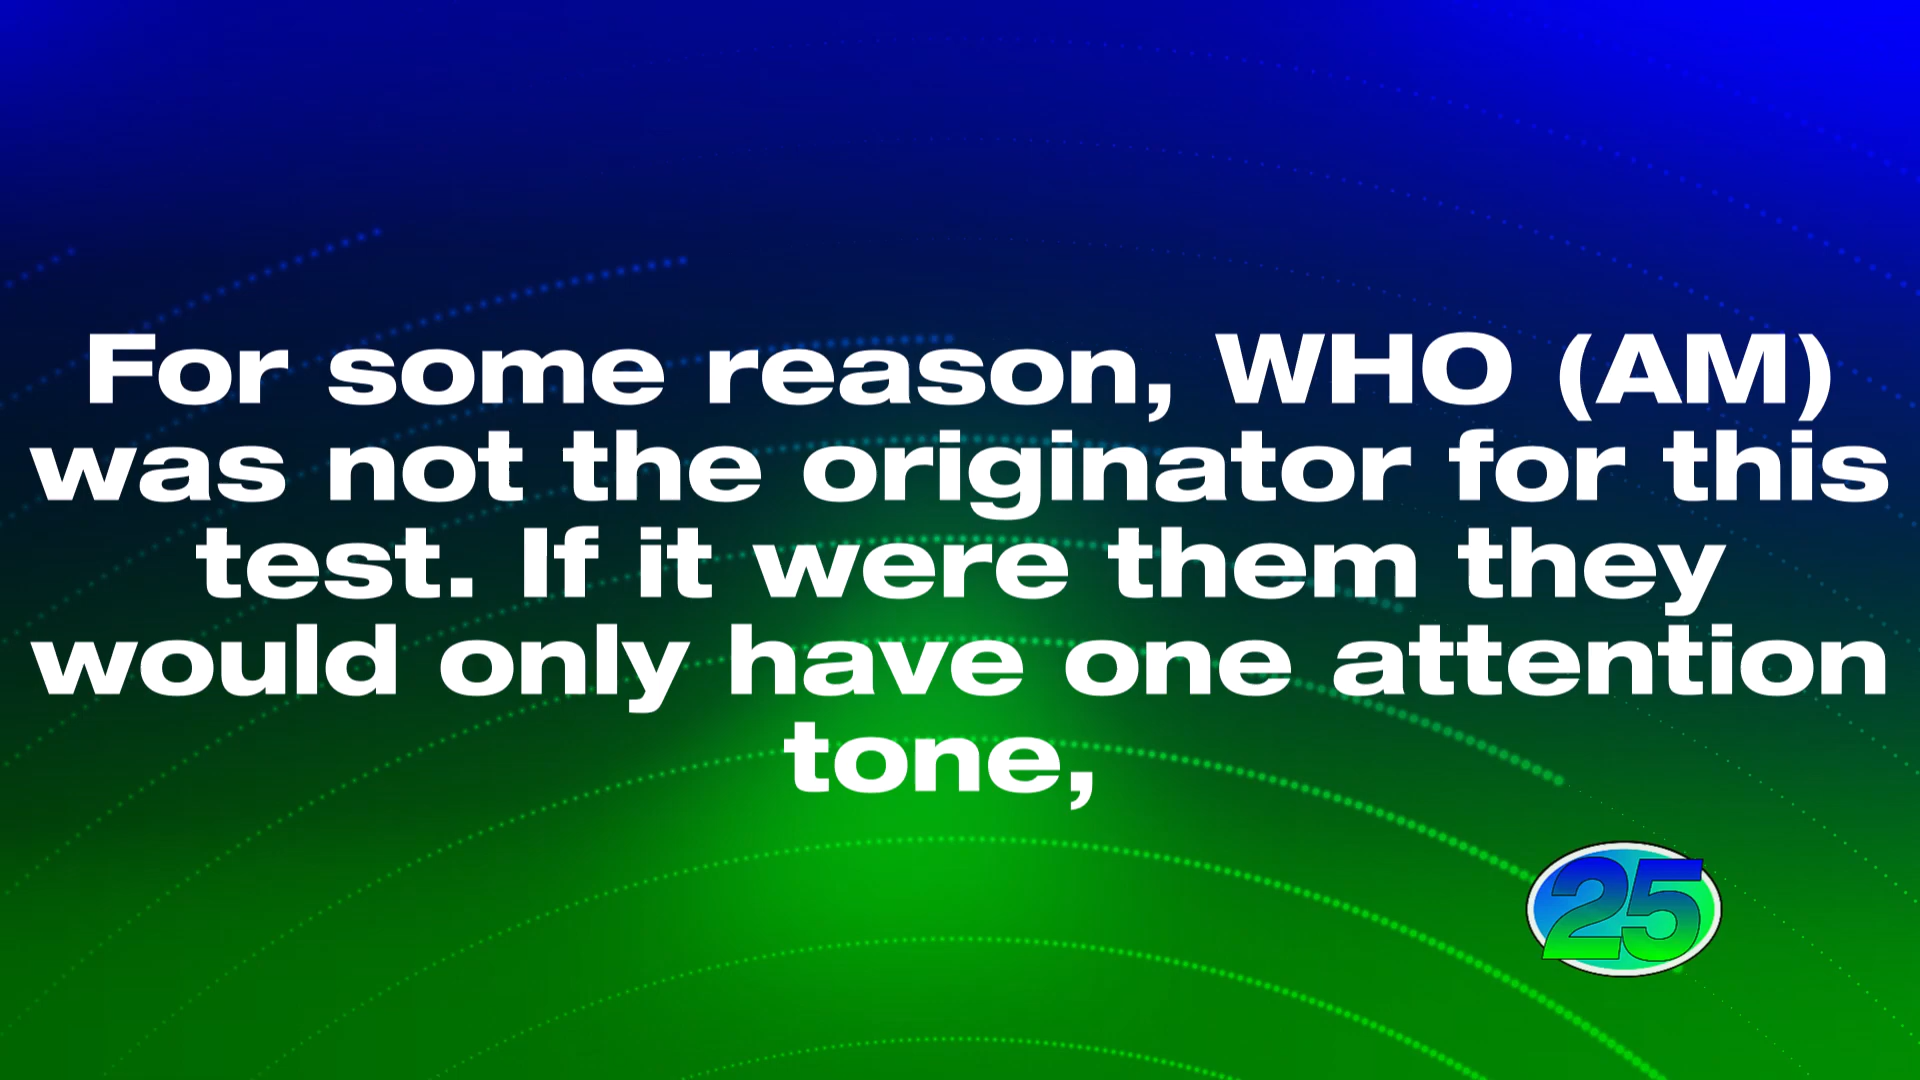 For some reason, WHO (AM)
was not the originator for this
test. If it were them they
would only have one attention
tone,
25